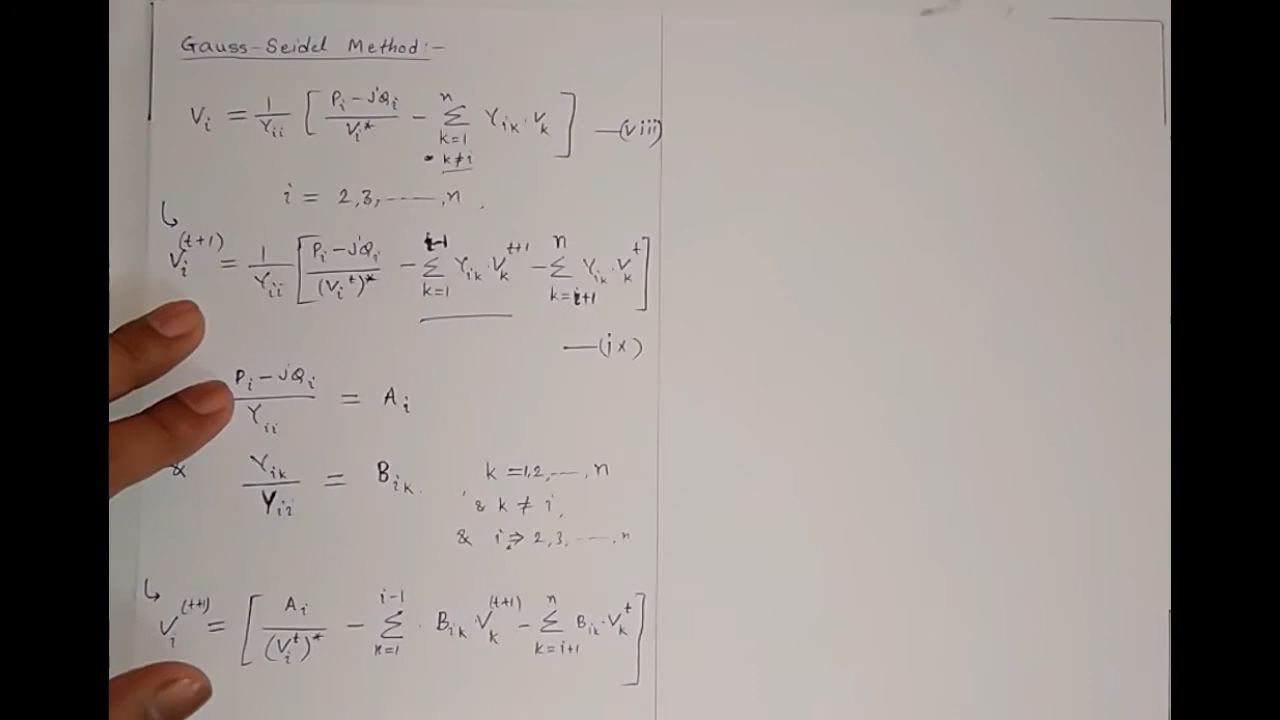 Gauss-Seidel Method:-
V_i = 1/Y_ii [ (P_i - jQ_i)/V_i^* - Σ_{k=1, k≠i}^{n} Y_ik · V_k ] —(viii)
i = 2,3,......,n.
↳
V_i^(t+1) = 1/Y_ii [ (P_i - jQ_i)/(V_i^t)^* - Σ_{k=1}^{i-1} Y_ik · V_k^{t+1} - Σ_{k=i+1}^{n} Y_ik · V_k^t ]
—(ix)
(P_i - jQ_i)/Y_ii = A_i
& Y_ik/Y_ii = B_ik. k = 1,2,....,n
& k ≠ i,
& i ⇒ 2,3,.....,n
↳
V_i^(t+1) = [ A_i/(V_i^t)^* - Σ_{k=1}^{i-1} · B_ik · V_k^(t+1) - Σ_{k=i+1}^{n} B_ik · V_k^t ]